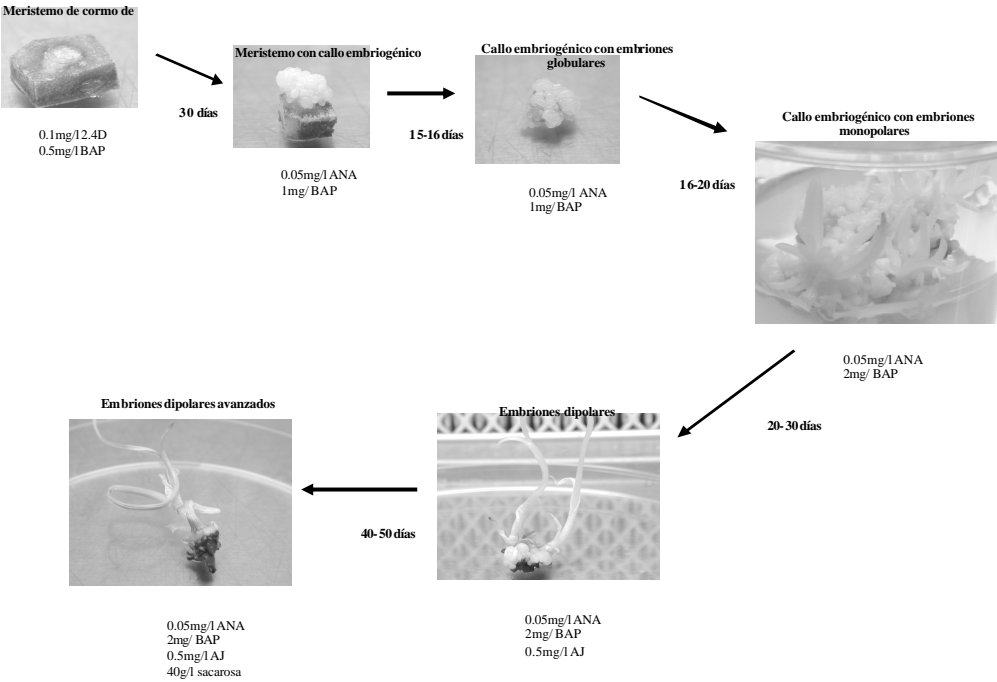 Meristemo de cormo de
0.1mg/l2.4D
0.5mg/lBAP
30 días
Meristemo con callo embriogénico
0.05mg/l ANA
1mg/ BAP
15-16 días
Callo embriogénico con embriones
globulares
0.05mg/l ANA
1mg/ BAP
16-20 días
Callo embriogénico con embriones
monopolares
0.05mg/l ANA
2mg/ BAP
20-30 días
Embriones dipolares
0.05mg/l ANA
2mg/ BAP
0.5mg/l AJ
40-50 días
Embriones dipolares avanzados
0.05mg/l ANA
2mg/ BAP
0.5mg/l AJ
40g/l sacarosa